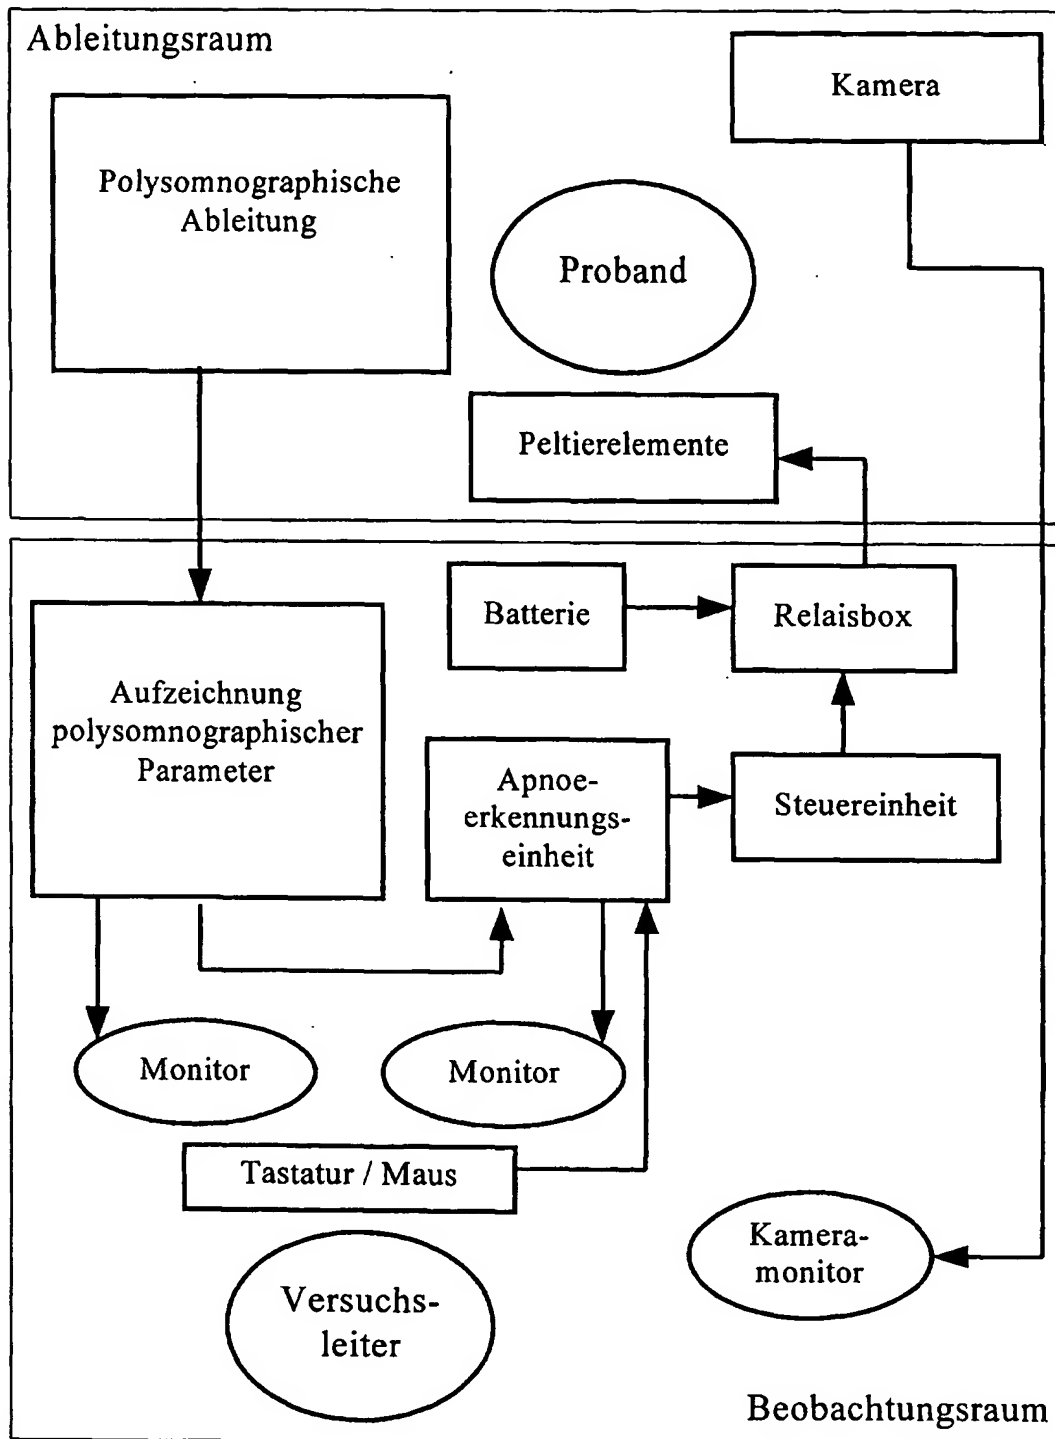 Ableitungsraum
Kamera
Polysomnographische
Ableitung
Proband
Peltierelemente
Batterie
Relaisbox
Aufzeichnung
polysomnographischer
Parameter
Apnoe-
erkennungs-
einheit
Steuereinheit
Monitor
Monitor
Tastatur / Maus
Kamera-
monitor
Versuchs-
leiter
Beobachtungsraum